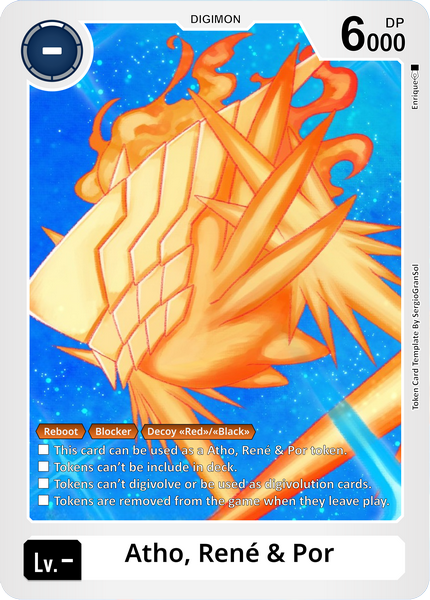 DIGIMON
-
DP
6000
Enrique
Token Card Template By SergioGranSol
Reboot Blocker Decoy «Red»/«Black»
This card can be used as a Atho, René & Por token.
Tokens can't be include in deck.
Tokens can't digivolve or be used as digivolution cards.
Tokens are removed from the game when they leave play.
Lv.-
Atho, René & Por